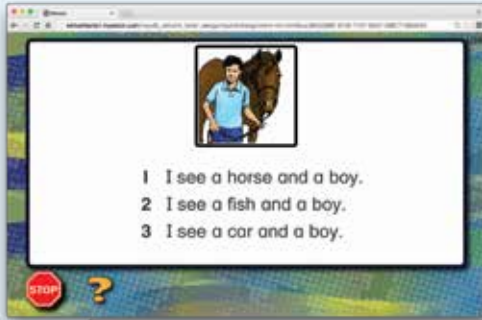 1 I see a horse and a boy.
2 I see a fish and a boy.
3 I see a car and a boy.
STOP
?